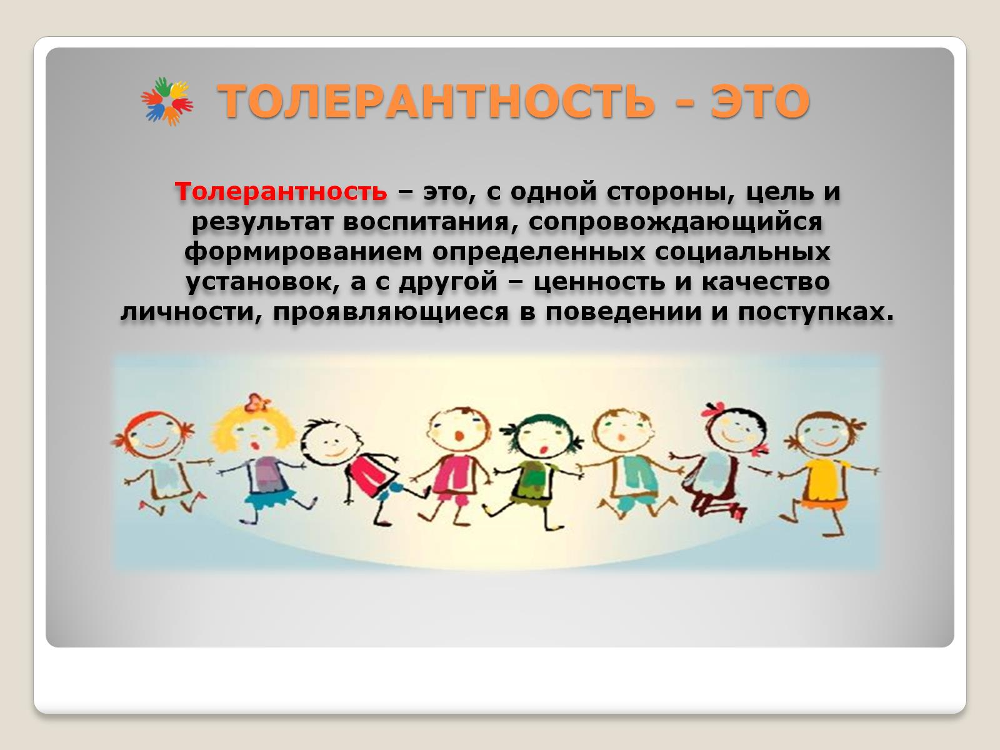 ТОЛЕРАНТНОСТЬ - ЭТО
Толерантность – это, с одной стороны, цель и
результат воспитания, сопровождающийся
формированием определенных социальных
установок, а с другой – ценность и качество
личности, проявляющиеся в поведении и поступках.